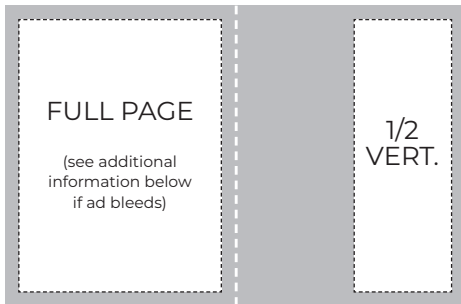 FULL PAGE
(see additional
information below
if ad bleeds)
1/2
VERT.